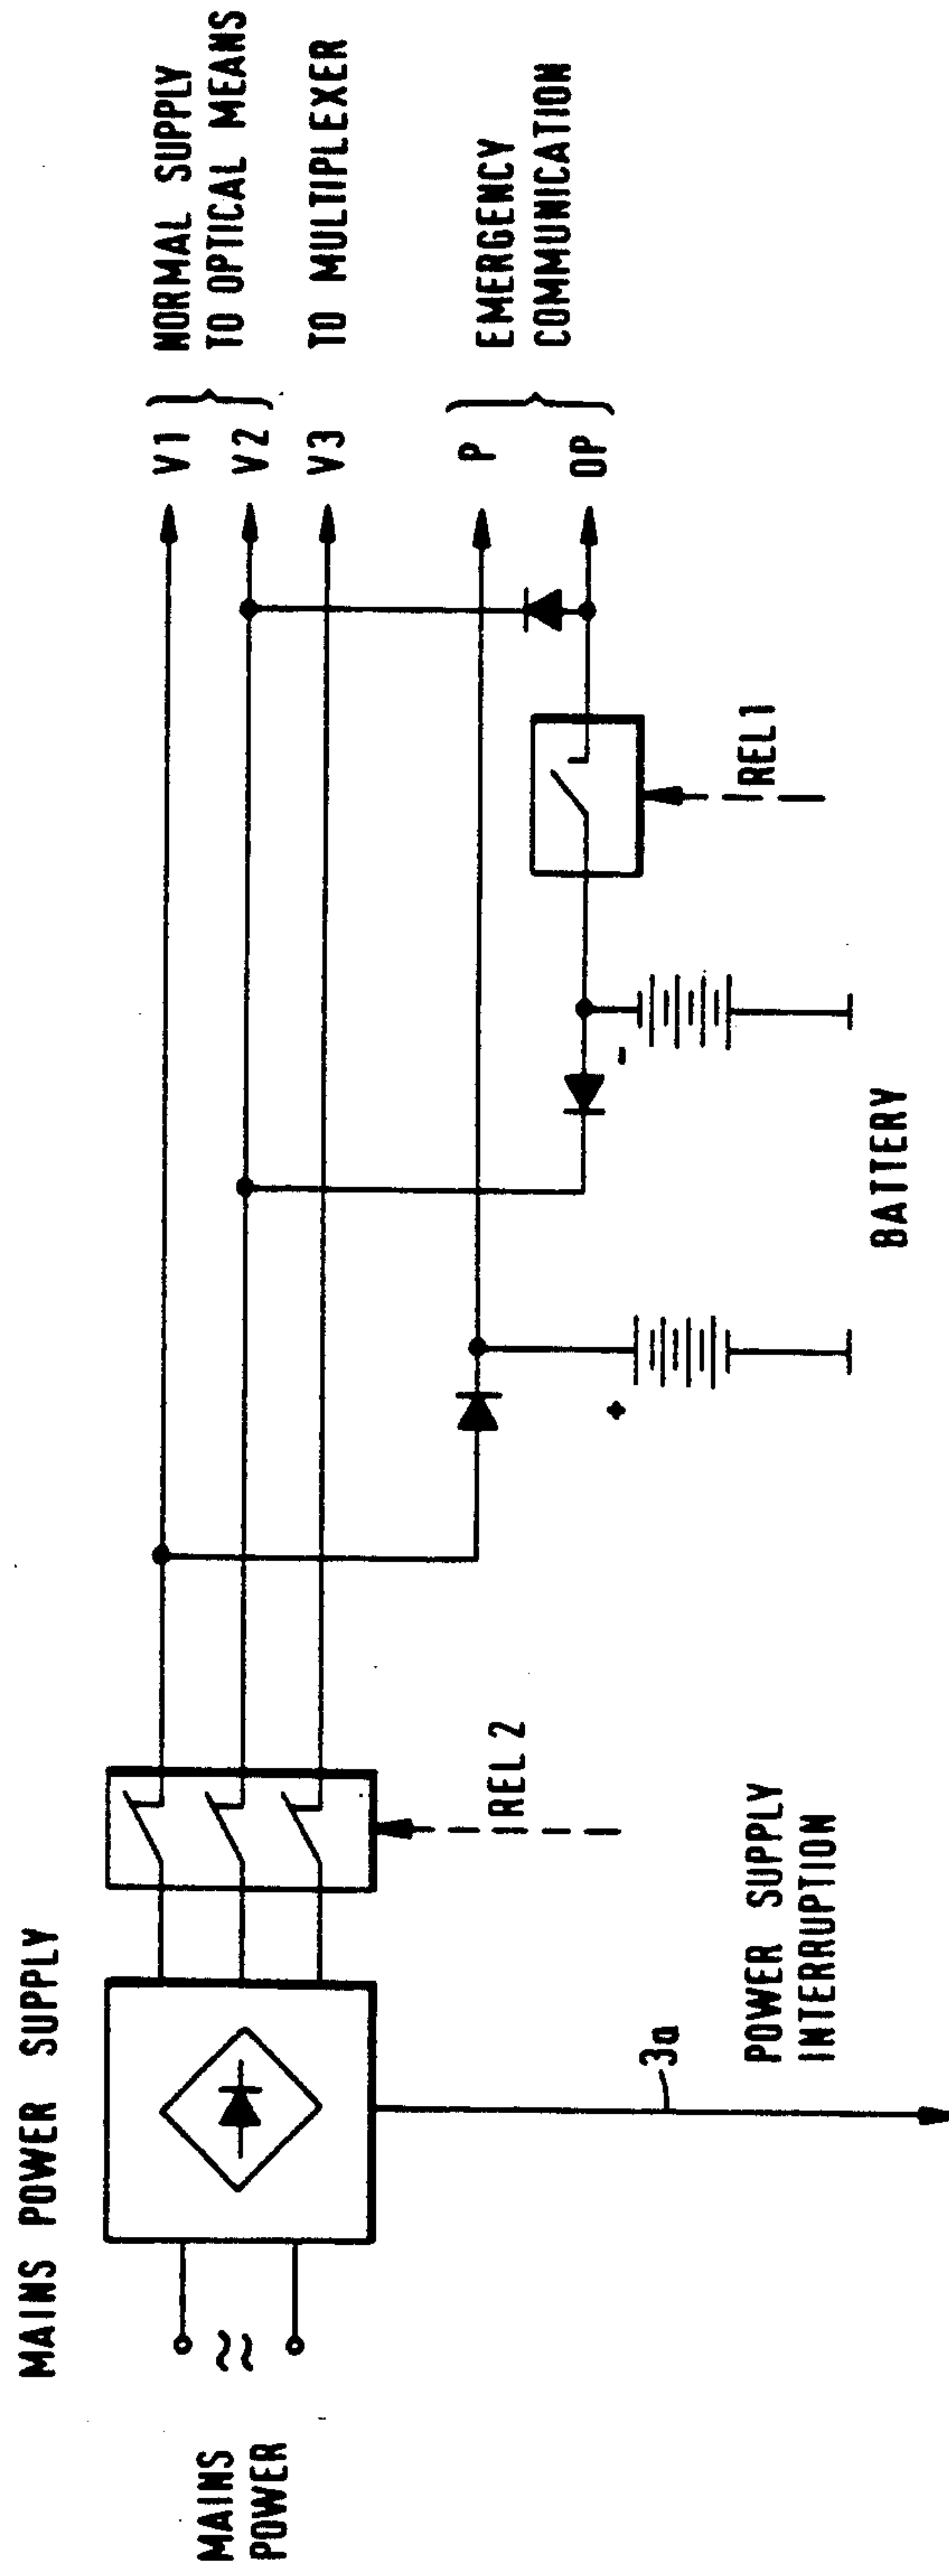 MAINS POWER SUPPLY
MAINS
POWER
≈
REL 2
3a
POWER SUPPLY
INTERRUPTION
+
-
BATTERY
REL1
V1
V2
V3
P
OP
NORMAL SUPPLY
TO OPTICAL MEANS
TO MULTIPLEXER
EMERGENCY
COMMUNICATION